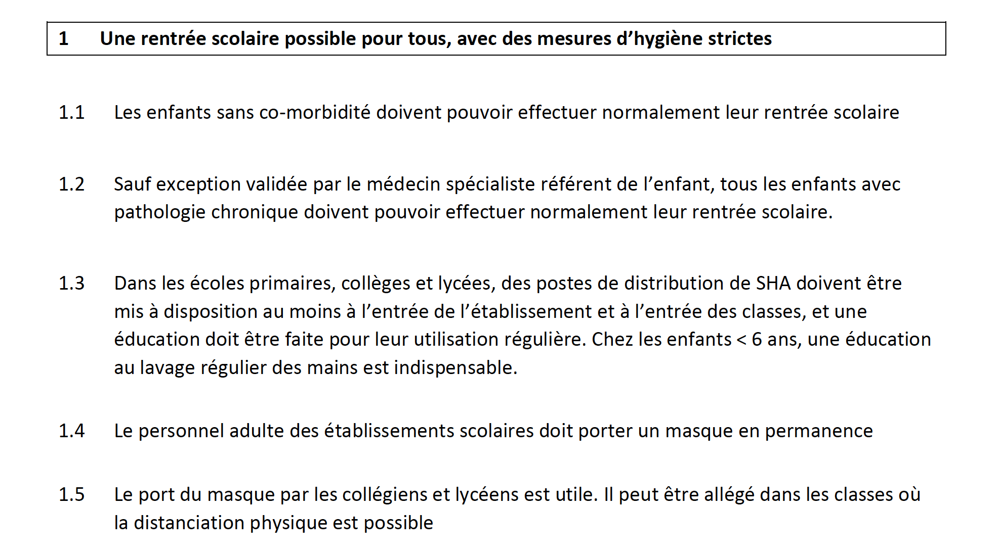 1 Une rentrée scolaire possible pour tous, avec des mesures d’hygiène strictes
1.1 Les enfants sans co-morbidité doivent pouvoir effectuer normalement leur rentrée scolaire
1.2 Sauf exception validée par le médecin spécialiste référent de l’enfant, tous les enfants avec
pathologie chronique doivent pouvoir effectuer normalement leur rentrée scolaire.
1.3 Dans les écoles primaires, collèges et lycées, des postes de distribution de SHA doivent être
mis à disposition au moins à l’entrée de l’établissement et à l’entrée des classes, et une
éducation doit être faite pour leur utilisation régulière. Chez les enfants < 6 ans, une éducation
au lavage régulier des mains est indispensable.
1.4 Le personnel adulte des établissements scolaires doit porter un masque en permanence
1.5 Le port du masque par les collégiens et lycéens est utile. Il peut être allégé dans les classes où
la distanciation physique est possible